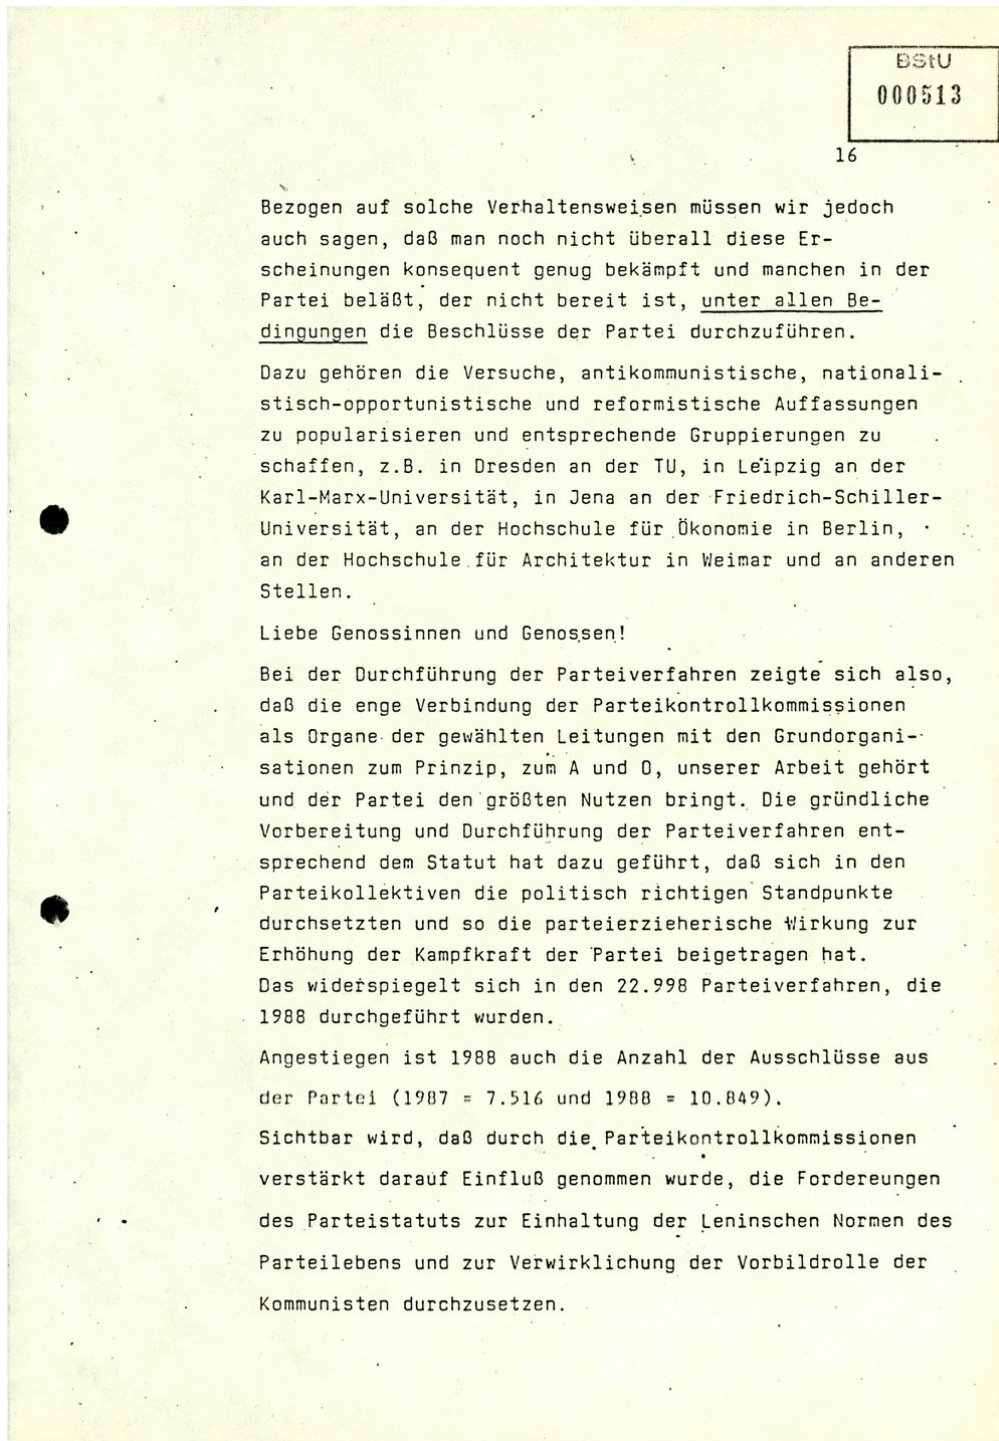 BStU
000513
16
Bezogen auf solche Verhaltensweisen müssen wir jedoch
auch sagen, daß man noch nicht überall diese Er-
scheinungen konsequent genug bekämpft und manchen in der
Partei beläßt, der nicht bereit ist, unter allen Be-
dingungen die Beschlüsse der Partei durchzuführen.
Dazu gehören die Versuche, antikommunistische, nationali-
stisch-opportunistische und reformistische Auffassungen
zu popularisieren und entsprechende Gruppierungen zu
schaffen, z.B. in Dresden an der TU, in Leipzig an der
Karl-Marx-Universität, in Jena an der Friedrich-Schiller-
Universität, an der Hochschule für Ökonomie in Berlin,
an der Hochschule für Architektur in Weimar und an anderen
Stellen.
Liebe Genossinnen und Genossen!
Bei der Durchführung der Parteiverfahren zeigte sich also,
daß die enge Verbindung der Parteikontrollkommissionen
als Organe der gewählten Leitungen mit den Grundorgani-
sationen zum Prinzip, zum A und O, unserer Arbeit gehört
und der Partei den größten Nutzen bringt. Die gründliche
Vorbereitung und Durchführung der Parteiverfahren ent-
sprechend dem Statut hat dazu geführt, daß sich in den
Parteikollektiven die politisch richtigen Standpunkte
durchsetzten und so die parteierzieherische Wirkung zur
Erhöhung der Kampfkraft der Partei beigetragen hat.
Das widerspiegelt sich in den 22.998 Parteiverfahren, die
1988 durchgeführt wurden.
Angestiegen ist 1988 auch die Anzahl der Ausschlüsse aus
der Partei (1987 = 7.516 und 1988 = 10.849).
Sichtbar wird, daß durch die Parteikontrollkommissionen
verstärkt darauf Einfluß genommen wurde, die Fordereungen
des Parteistatuts zur Einhaltung der Leninschen Normen des
Parteilebens und zur Verwirklichung der Vorbildrolle der
Kommunisten durchzusetzen.